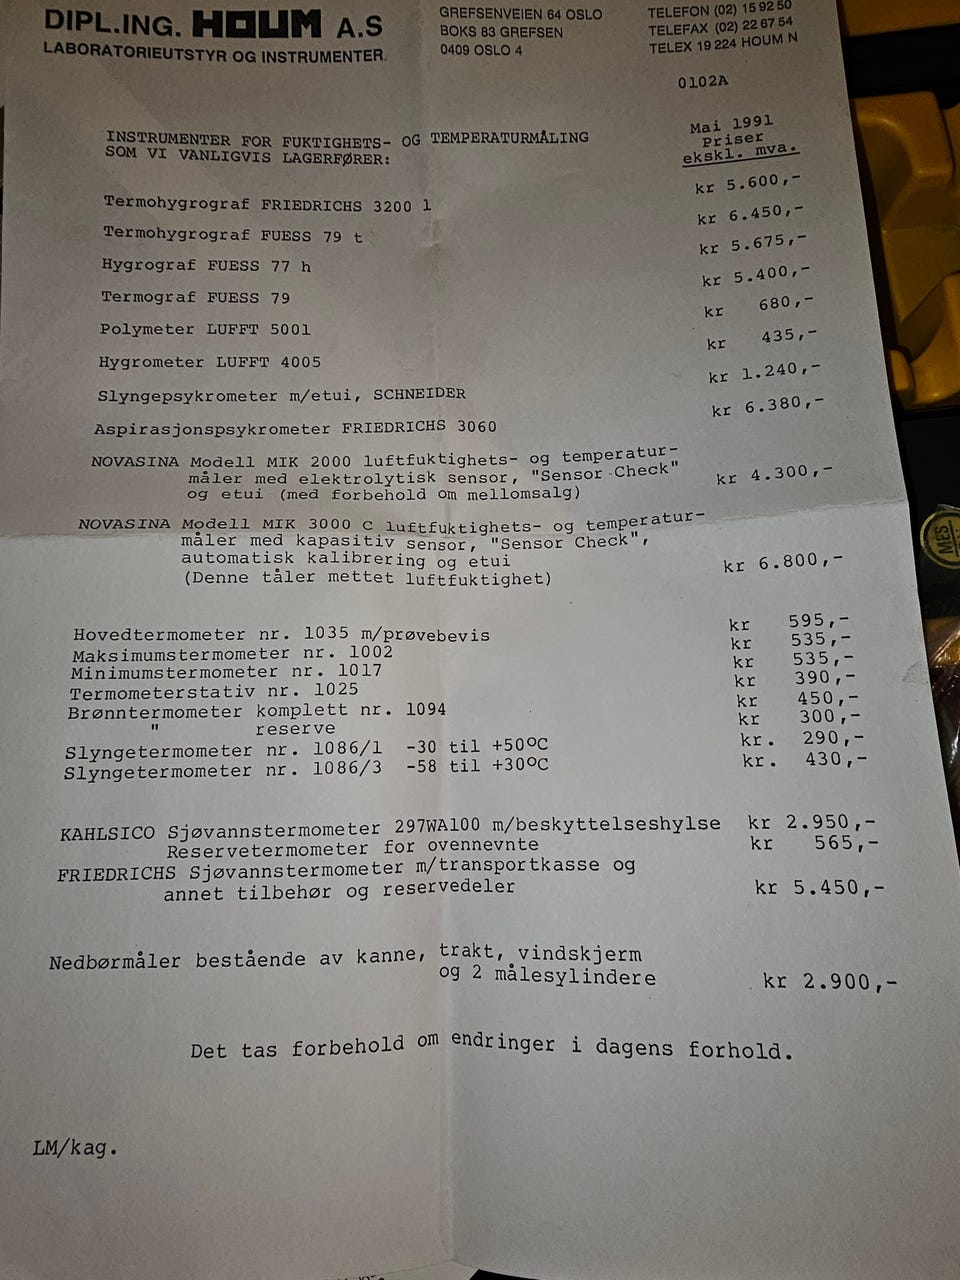 DIPL.ING. HOUM A.S
LABORATORIEUTSTYR OG INSTRUMENTER
GREFSENVEIEN 64 OSLO
BOKS 83 GREFSEN
0409 OSLO 4
TELEFON (02) 15 92 50
TELEFAX (02) 22 67 54
TELEX 19 224 HOUM N
0102A
INSTRUMENTER FOR FUKTIGHETS- OG TEMPERATURMÅLING
SOM VI VANLIGVIS LAGERFØRER:
Mai 1991
Priser
ekskl. mva.
Termohygrograf FRIEDRICHS 3200 l kr 5.600,-
Termohygrograf FUESS 79 t kr 6.450,-
Hygrograf FUESS 77 h kr 5.675,-
Termograf FUESS 79 kr 5.400,-
Polymeter LUFFT 5001 kr 680,-
Hygrometer LUFFT 4005 kr 435,-
Slyngepsykrometer m/etui, SCHNEIDER kr 1.240,-
Aspirasjonspsykrometer FRIEDRICHS 3060 kr 6.380,-
NOVASINA Modell MIK 2000 luftfuktighets- og temperatur-
måler med elektrolytisk sensor, "Sensor Check"
og etui (med forbehold om mellomsalg) kr 4.300,-
NOVASINA Modell MIK 3000 C luftfuktighets- og temperatur-
måler med kapasitiv sensor, "Sensor Check",
automatisk kalibrering og etui
(Denne tåler mettet luftfuktighet) kr 6.800,-
Hovedtermometer nr. 1035 m/prøvebevis kr 595,-
Maksimumstermometer nr. 1002 kr 535,-
Minimumstermometer nr. 1017 kr 535,-
Termometerstativ nr. 1025 kr 390,-
Brønntermometer komplett nr. 1094 kr 450,-
" reserve kr 300,-
Slyngetermometer nr. 1086/1 -30 til +50ºC kr. 290,-
Slyngetermometer nr. 1086/3 -58 til +30ºC kr. 430,-
KAHLSICO Sjøvannstermometer 297WA100 m/beskyttelseshylse kr 2.950,-
Reservetermometer for ovennevnte kr 565,-
FRIEDRICHS Sjøvannstermometer m/transportkasse og
annet tilbehør og reservedeler kr 5.450,-
Nedbørmåler bestående av kanne, trakt, vindskjerm
og 2 målesylindere kr 2.900,-
Det tas forbehold om endringer i dagens forhold.
LM/kag.
MES